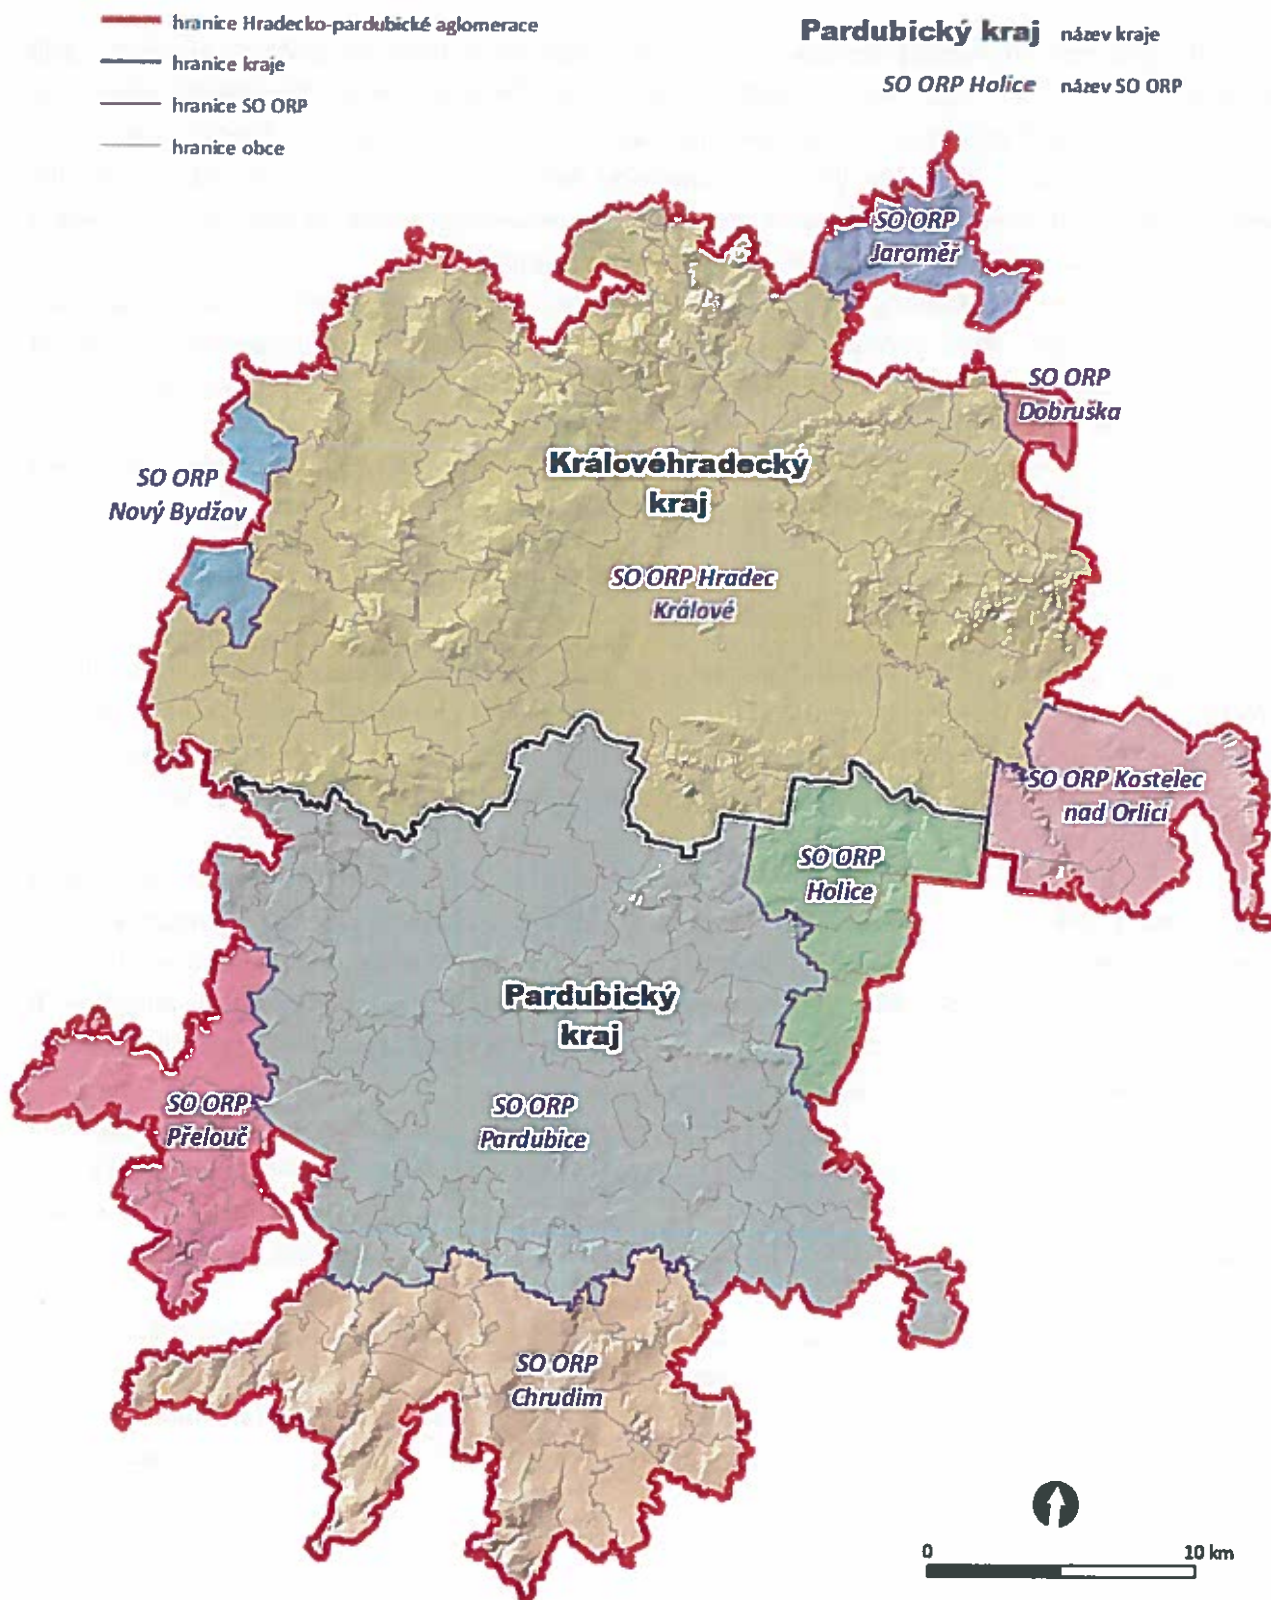 hranice Hradecko-pardubické aglomerace
hranice kraje
hranice SO ORP
hranice obce
Pardubický kraj název kraje
SO ORP Holice název SO ORP
SO ORP
Jaroměř
SO ORP
Dobruška
Královéhradecký
kraj
SO ORP
Nový Bydžov
SO ORP Hradec
Králové
SO ORP Kostelec
nad Orlicí
SO ORP
Holice
Pardubický
kraj
SO ORP
Přelouč
SO ORP
Pardubice
SO ORP
Chrudim
0 10 km